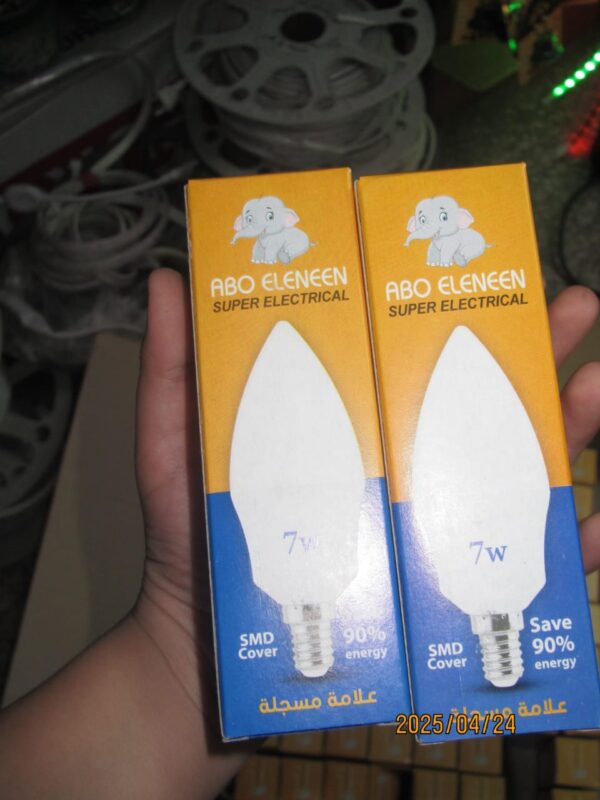 ABO ELENEEN
SUPER ELECTRICAL
7w
SMD
Cover
90%
energy
علامة مسجلة
ABO ELENEEN
SUPER ELECTRICAL
7w
SMD
Cover
Save
90%
energy
علامة مسجلة
2025/04/24